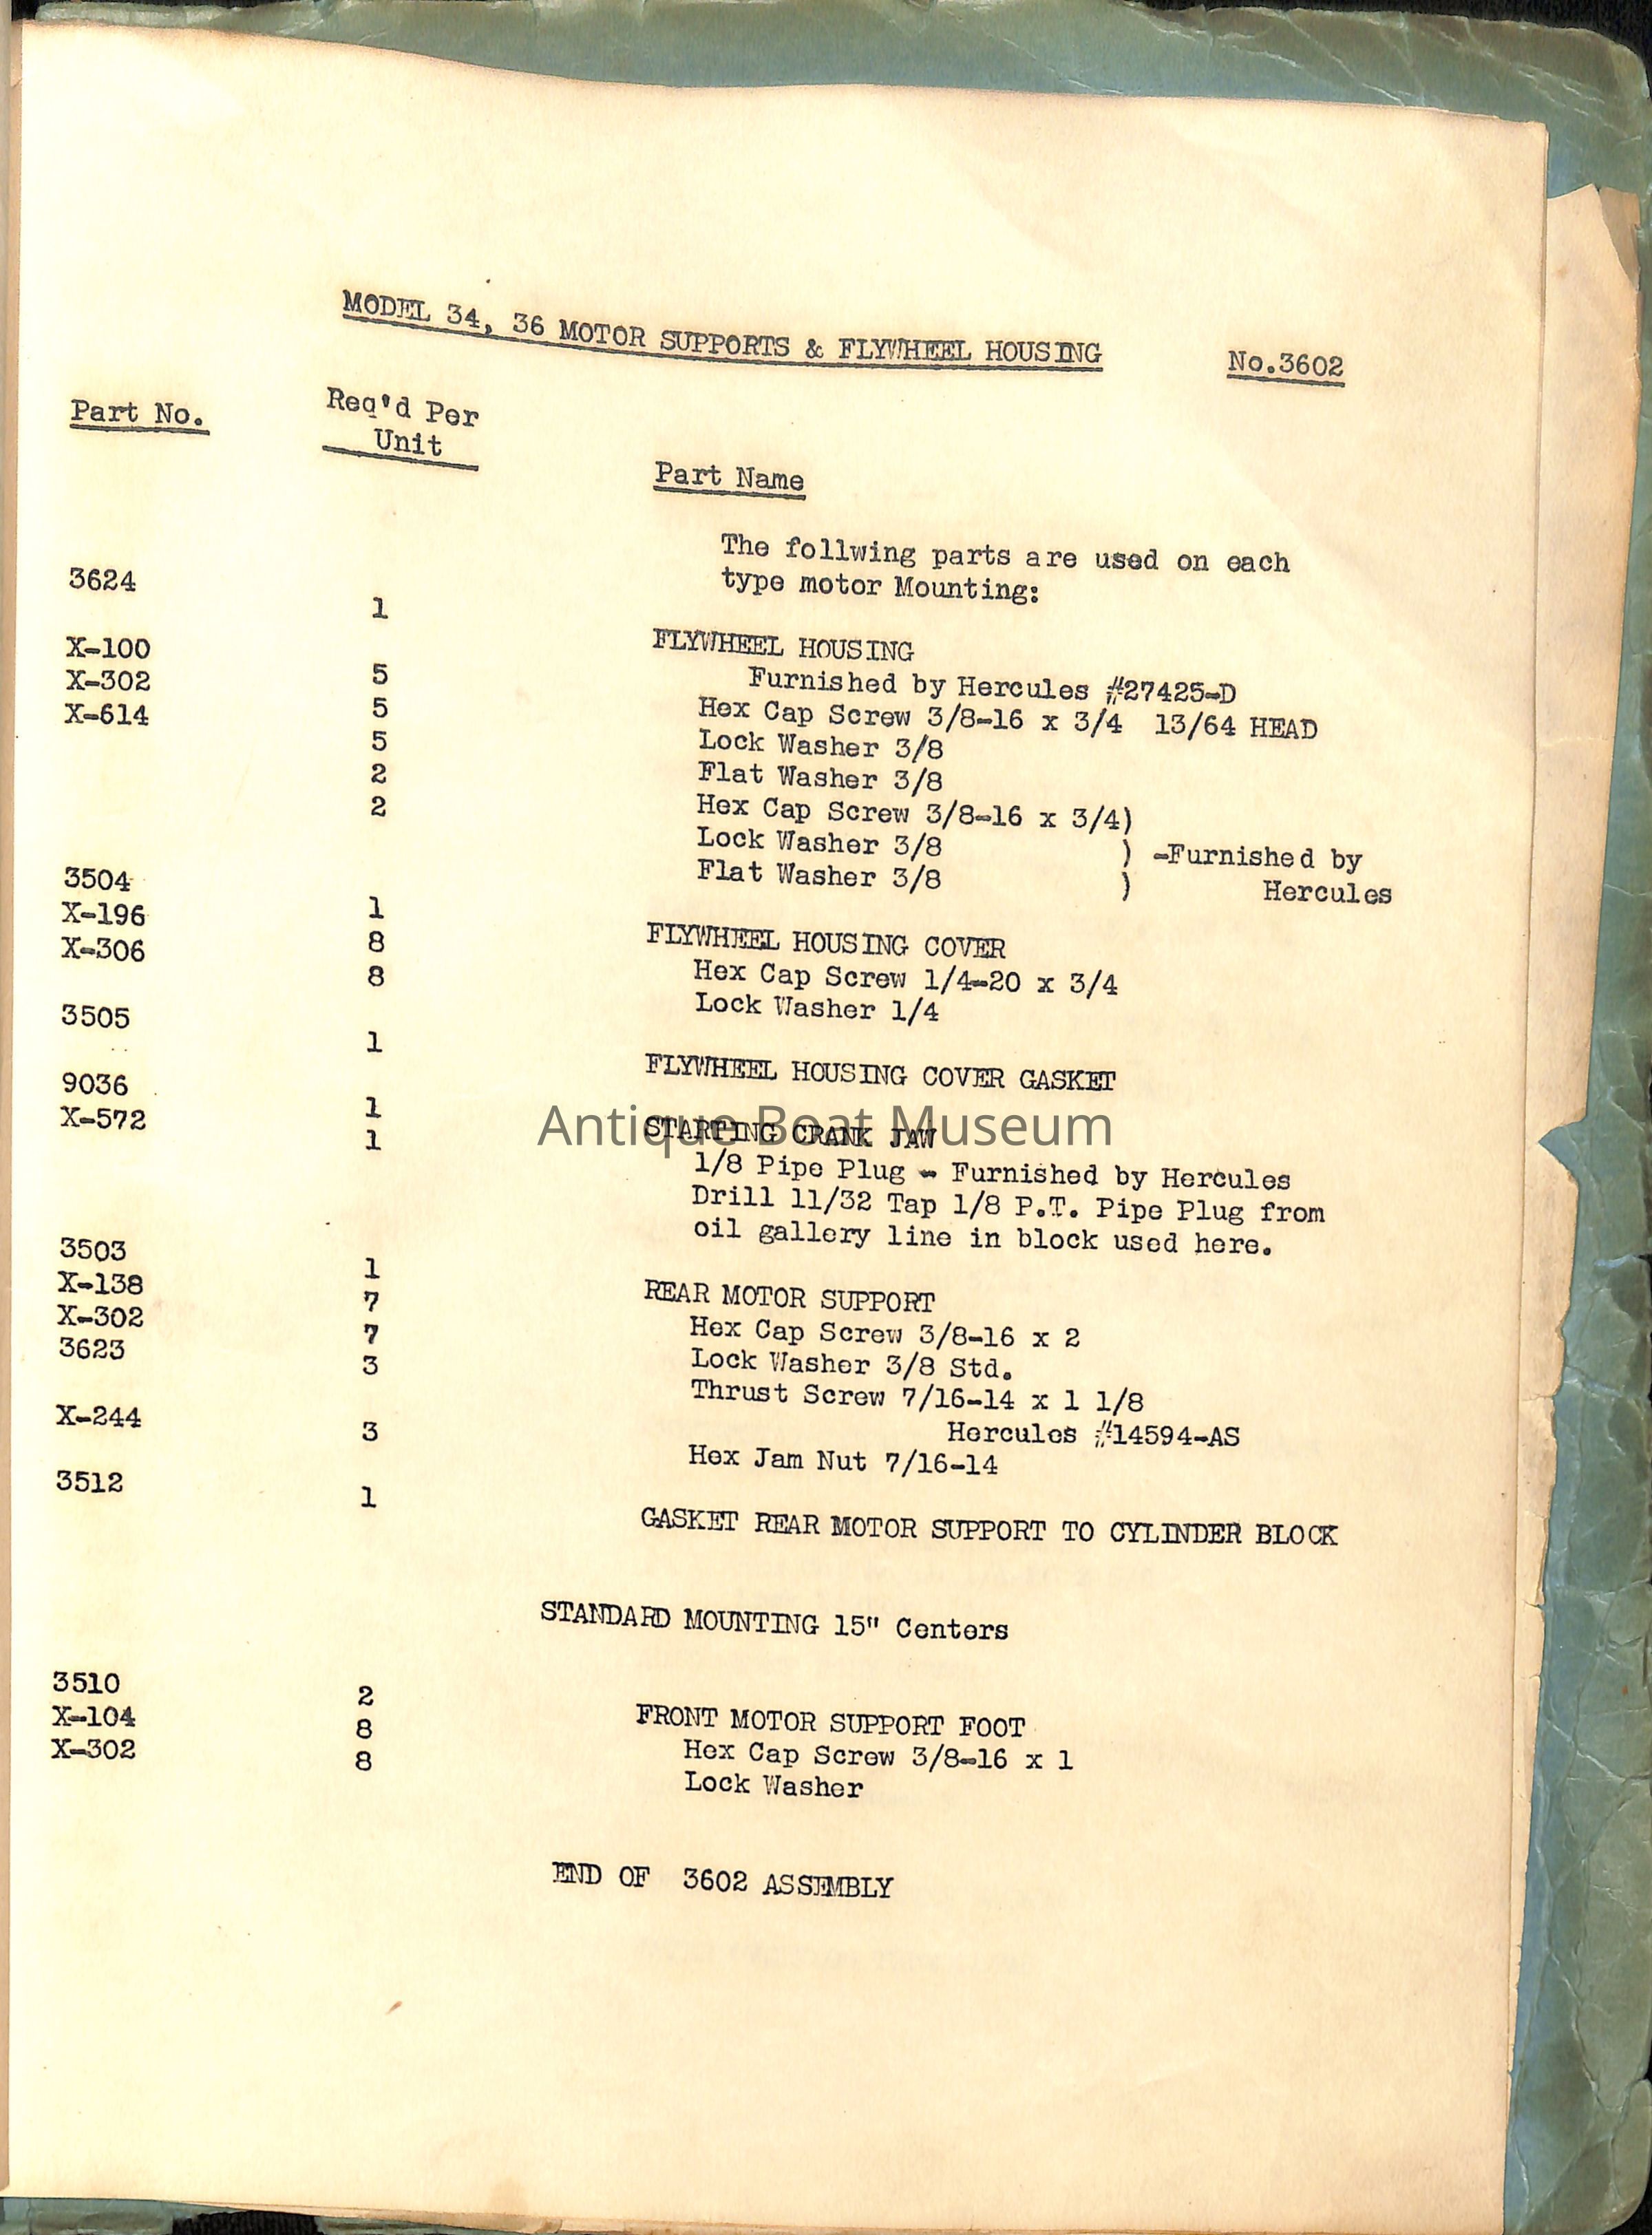 MODEL 34, 36 MOTOR SUPPORTS & FLYWHEEL HOUSING No.3602
Part No. Req'd Per
Unit Part Name
The follwing parts are used on each
type motor Mounting:
3624 1 FLYWHEEL HOUSING
Furnished by Hercules #27425-D
X-100 5 Hex Cap Screw 3/8-16 x 3/4 13/64 HEAD
X-302 5 Lock Washer 3/8
X-614 5 Flat Washer 3/8
2 Hex Cap Screw 3/8-16 x 3/4)
2 Lock Washer 3/8 ) -Furnished by
Flat Washer 3/8 ) Hercules
3504 1 FLYWHEEL HOUSING COVER
X-196 8 Hex Cap Screw 1/4-20 x 3/4
X-306 8 Lock Washer 1/4
3505 1 FLYWHEEL HOUSING COVER GASKET
9036 1 STARTING CRANK JAW
Antique Boat Museum
X-572 1 1/8 Pipe Plug - Furnished by Hercules
Drill 11/32 Tap 1/8 P.T. Pipe Plug from
oil gallery line in block used here.
3503 1 REAR MOTOR SUPPORT
X-138 7 Hex Cap Screw 3/8-16 x 2
X-302 7 Lock Washer 3/8 Std.
3623 3 Thrust Screw 7/16-14 x 1 1/8
Hercules #14594-AS
X-244 3 Hex Jam Nut 7/16-14
3512 1 GASKET REAR MOTOR SUPPORT TO CYLINDER BLOCK
STANDARD MOUNTING 15" Centers
3510 2 FRONT MOTOR SUPPORT FOOT
X-104 8 Hex Cap Screw 3/8-16 x 1
X-302 8 Lock Washer
END OF 3602 ASSEMBLY